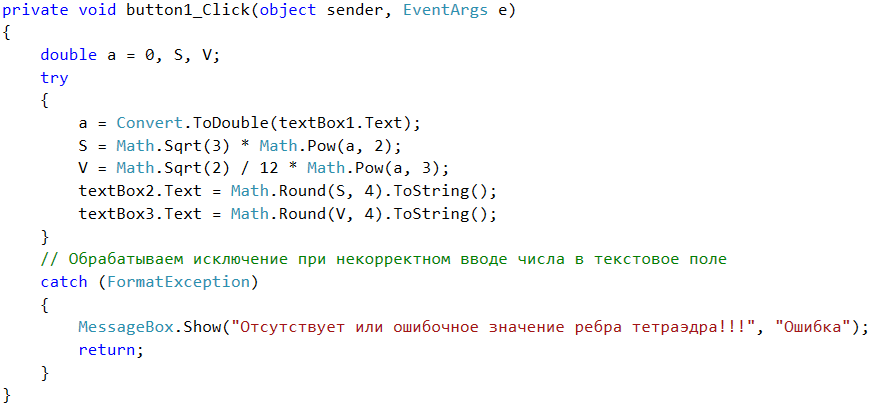 private void button1_Click(object sender, EventArgs e)
{
    double a = 0, S, V;
    try
    {
        a = Convert.ToDouble(textBox1.Text);
        S = Math.Sqrt(3) * Math.Pow(a, 2);
        V = Math.Sqrt(2) / 12 * Math.Pow(a, 3);
        textBox2.Text = Math.Round(S, 4).ToString();
        textBox3.Text = Math.Round(V, 4).ToString();
    }
    // Обрабатываем исключение при некорректном вводе числа в текстовое поле
    catch (FormatException)
    {
        MessageBox.Show("Отсутствует или ошибочное значение ребра тетраэдра!!!", "Ошибка");
        return;
    }
}